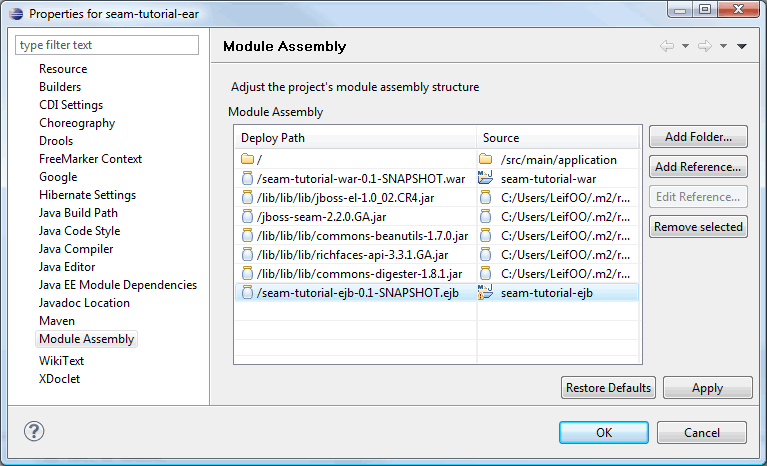 Properties for seam-tutorial-ear
type filter text
Resource
Builders
CDI Settings
Choreography
Drools
FreeMarker Context
Google
Hibernate Settings
Java Build Path
Java Code Style
Java Compiler
Java Editor
Java EE Module Dependencies
Javadoc Location
Maven
Module Assembly
WikiText
XDoclet
Module Assembly
Adjust the project's module assembly structure
Module Assembly
Deploy Path Source
/ /src/main/application
/seam-tutorial-war-0.1-SNAPSHOT.war seam-tutorial-war
/lib/lib/lib/jboss-el-1.0_02.CR4.jar C:/Users/LeifOO/.m2/r...
/jboss-seam-2.2.0.GA.jar C:/Users/LeifOO/.m2/r...
/lib/lib/lib/commons-beanutils-1.7.0.jar C:/Users/LeifOO/.m2/r...
/lib/lib/lib/richfaces-api-3.3.1.GA.jar C:/Users/LeifOO/.m2/r...
/lib/lib/lib/commons-digester-1.8.1.jar C:/Users/LeifOO/.m2/r...
/seam-tutorial-ejb-0.1-SNAPSHOT.ejb seam-tutorial-ejb
Add Folder...
Add Reference...
Edit Reference...
Remove selected
Restore Defaults Apply
OK Cancel